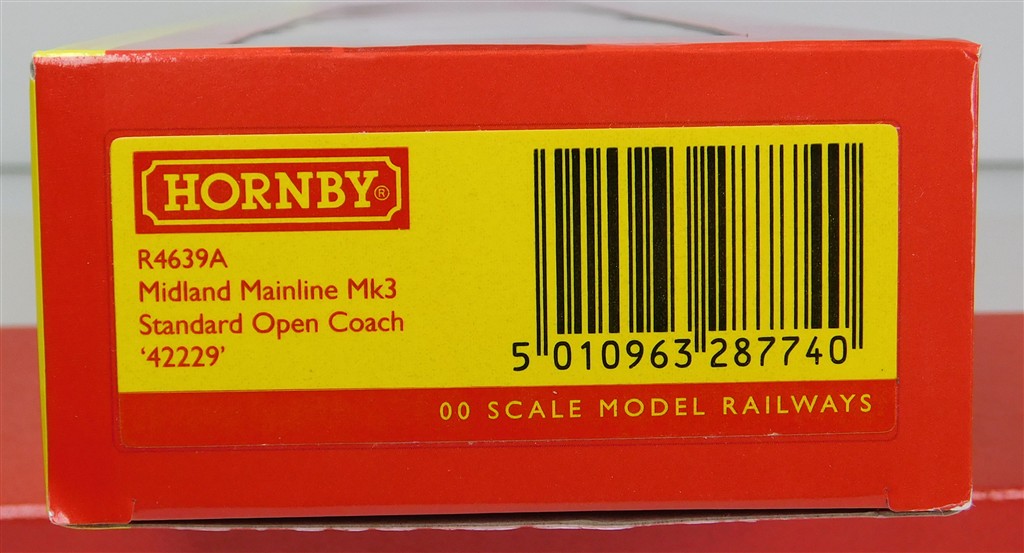 HORNBY®
R4639A
Midland Mainline Mk3
Standard Open Coach
‘42229’
5 010963 287740
00 SCALE MODEL RAILWAYS